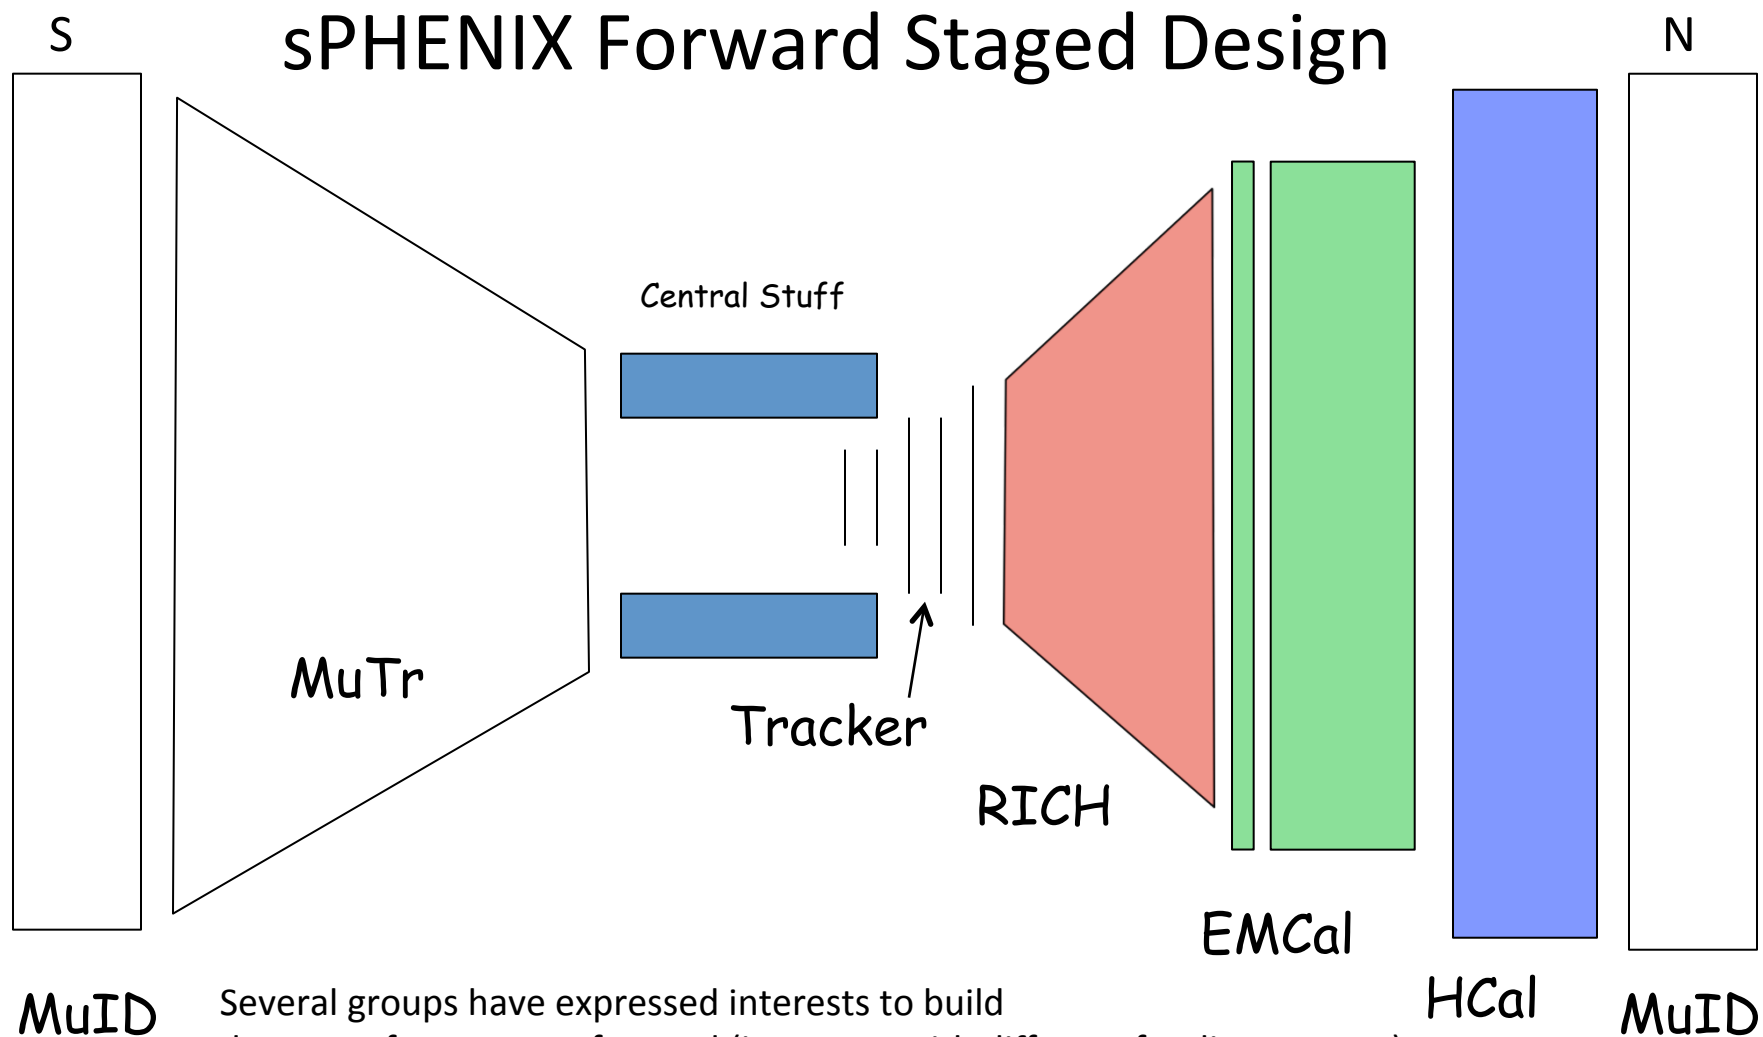 S
sPHENIX Forward Staged Design
N
Central Stuff
MuTr
Tracker
RICH
EMCal
HCal
MuID
Several groups have expressed interests to build
MuID